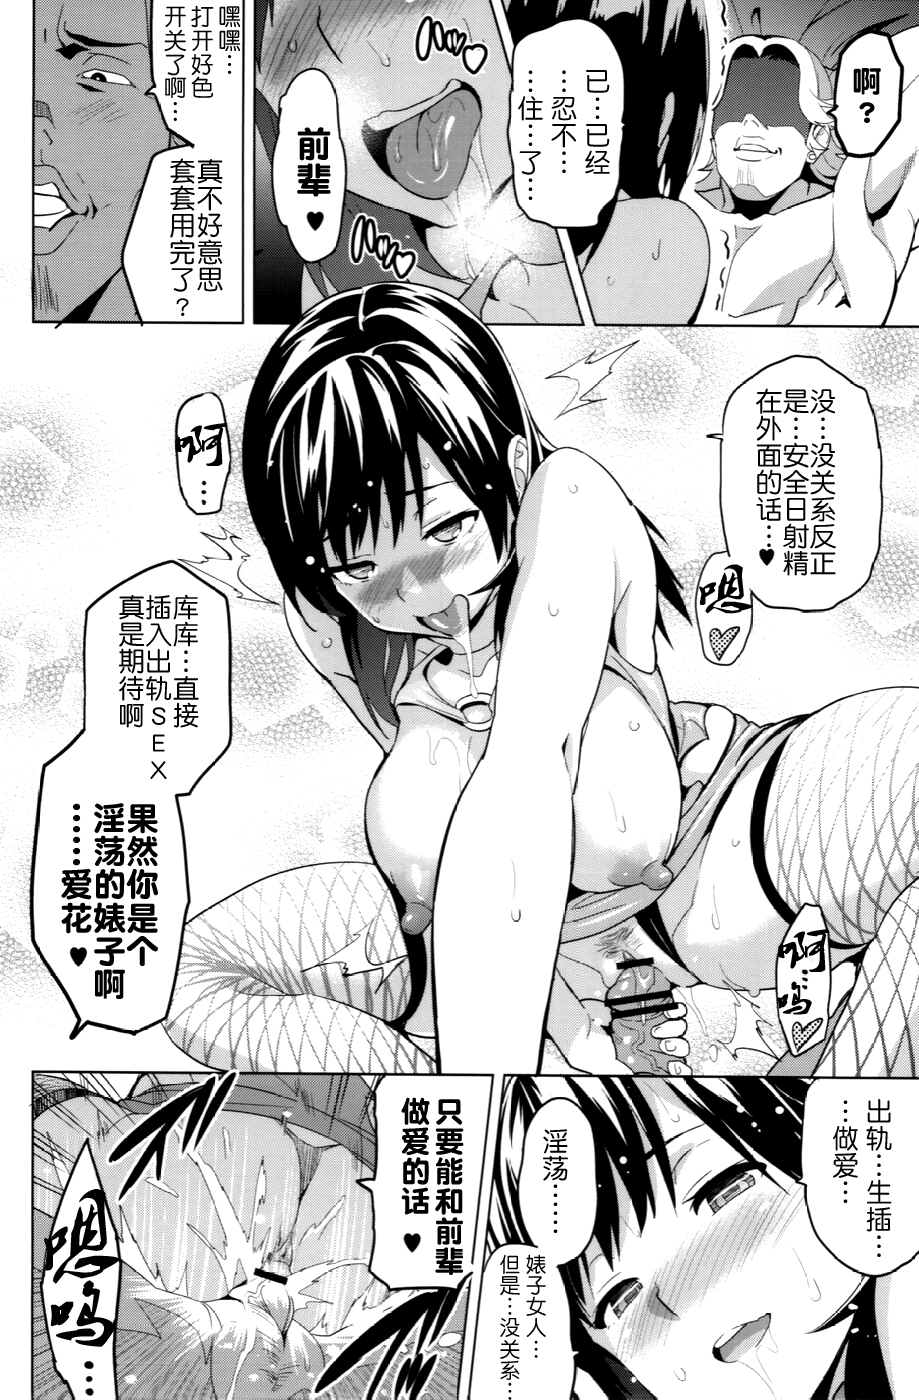 啊?
已…已经
…忍不…
住…了…
前辈♥
嘿嘿…
打开好色
开关了啊…
真不好意思
套套用完了?
没…没关系反正
是…安全日射精
在外面的话…♥
嗯♥
啊…
库库…直接
插入出轨SEX
真是期待啊
果然你是个
淫荡的婊子啊
……爱花♥
啊…呜♥
出轨…生插…
…做爱…
淫荡……
婊子女人…
但是…没关系…
只要能和前辈
做爱的话♥
嗯呜…